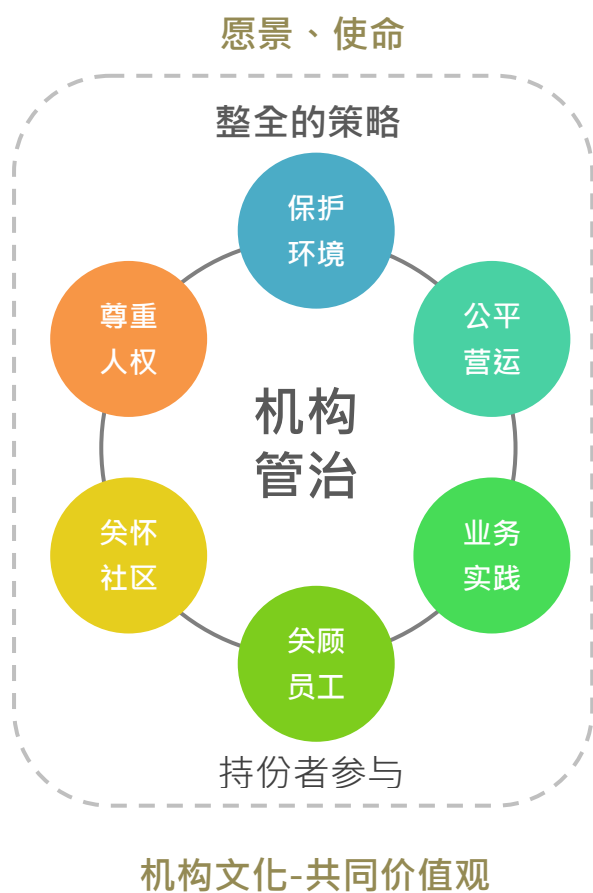 愿景、使命
整全的策略
保护
环境
尊重
人权
公平
营运
机构
管治
关怀
社区
业务
实践
关顾
员工
持份者参与
机构文化-共同价值观